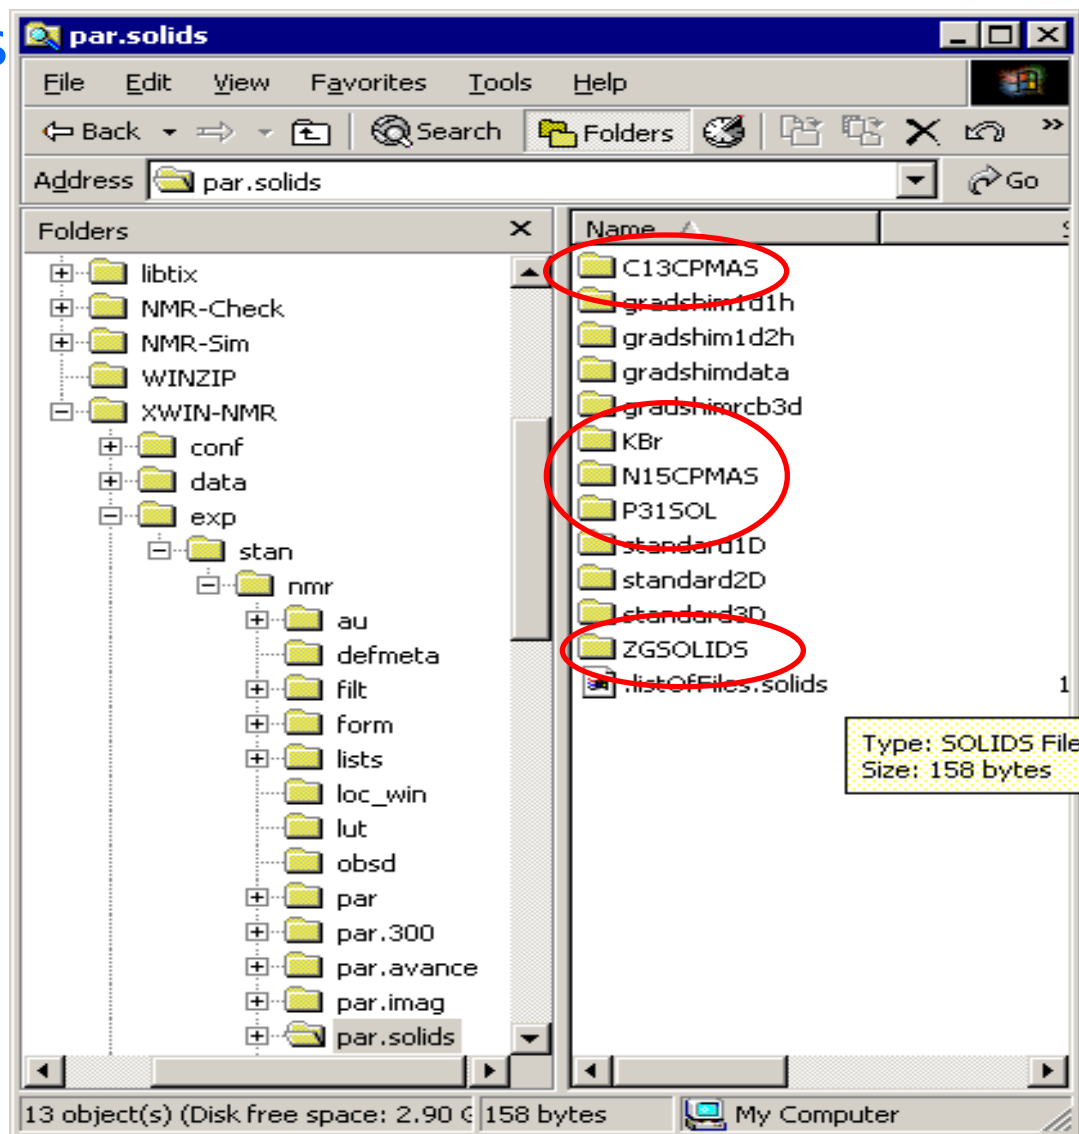 s
par.solids
File Edit View Favorites Tools Help
Back Search Folders »
Address par.solids Go
Folders
libtix
NMR-Check
NMR-Sim
WINZIP
XWIN-NMR
conf
data
exp
stan
nmr
au
defmeta
filt
form
lists
loc_win
lut
obsd
par
par.300
par.avance
par.imag
par.solids
Name
C13CPMAS
gradshim1d1h
gradshim1d2h
gradshimdata
gradshimrcb3d
KBr
N15CPMAS
P31SOL
standard1D
standard2D
standard3D
ZGSOLIDS
.listOfFiles.solids 1
Type: SOLIDS File
Size: 158 bytes
13 object(s) (Disk free space: 2.90 158 bytes My Computer